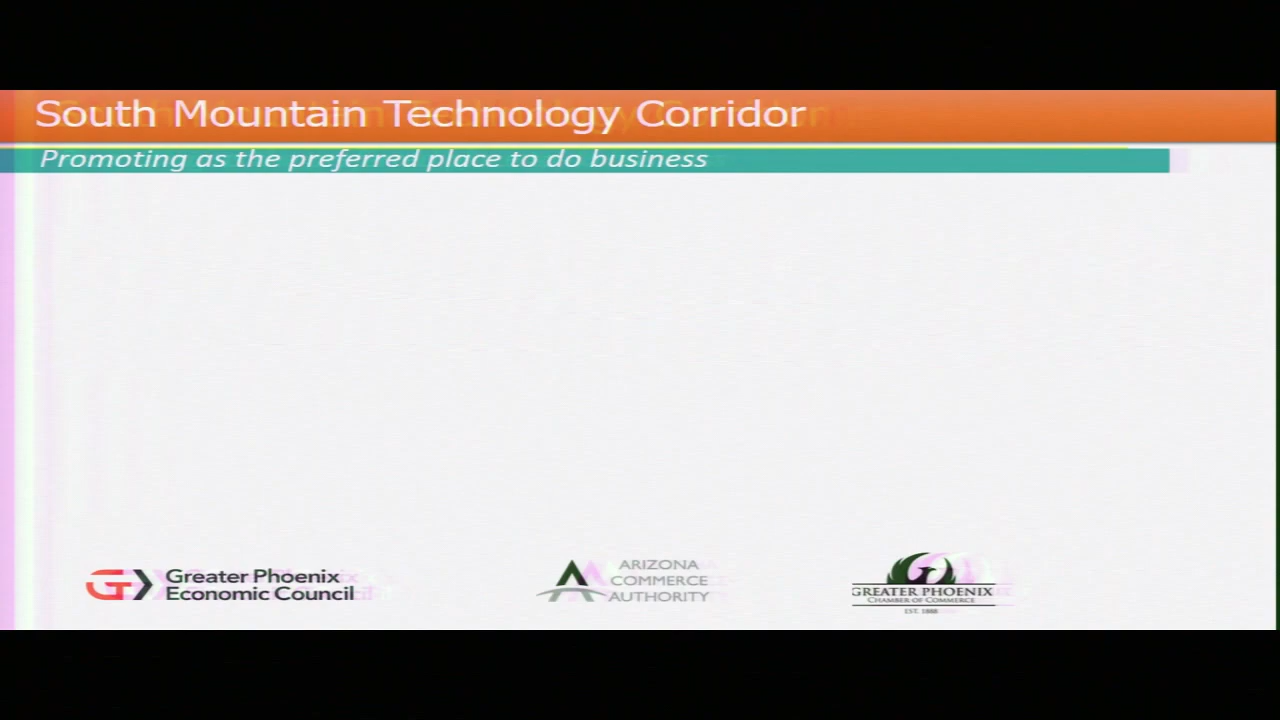 South Mountain Technology Corridor
Promoting as the preferred place to do business
Greater Phoenix
Economic Council
ARIZONA
COMMERCE
AUTHORITY
GREATER PHOENIX
CHAMBER OF COMMERCE
EST. 1888